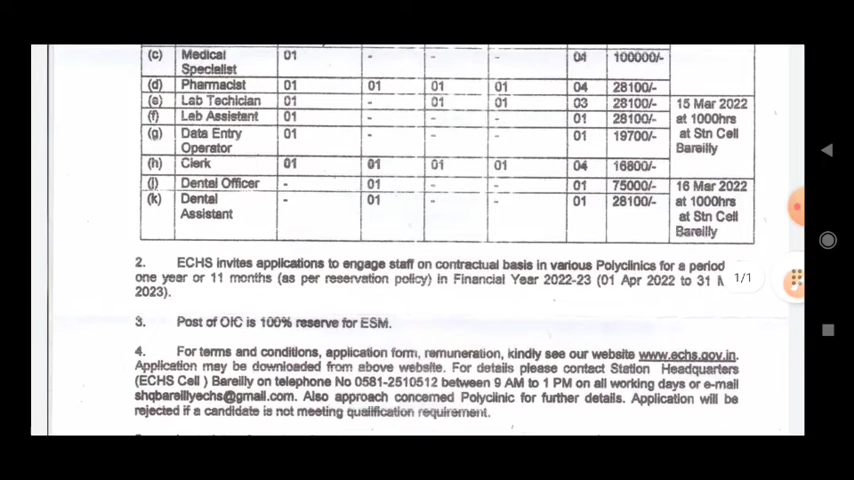 (c) Medical 01 - - - 04 100000/-
Specialist
(d) Pharmacist 01 01 01 01 04 28100/-
(e) Lab Techician 01 - 01 01 03 28100/- 15 Mar 2022
(f) Lab Assistant 01 - - - 01 28100/- at 1000hrs
(g) Data Entry 01 - - - 01 19700/- at Stn Cell
Operator Bareilly
(h) Clerk 01 01 01 01 04 16800/-
(j) Dental Officer - 01 - - 01 75000/- 16 Mar 2022
(k) Dental - 01 - - 01 28100/- at 1000hrs
Assistant at Stn Cell
Bareilly
2. ECHS invites applications to engage staff on contractual basis in various Polyclinics for a period
one year or 11 months (as per reservation policy) in Financial Year 2022-23 (01 Apr 2022 to 31
2023).
1/1
3. Post of OIC is 100% reserve for ESM.
4. For terms and conditions, application form, remuneration, kindly see our website www.echs.gov.in.
Application may be downloaded from above website. For details please contact Station Headquarters
(ECHS Cell ) Bareilly on telephone No 0581-2510512 between 9 AM to 1 PM on all working days or e-mail
shqbareillyechs@gmail.com. Also approach concerned Polyclinic for further details. Application will be
rejected if a candidate is not meeting qualification requirement.